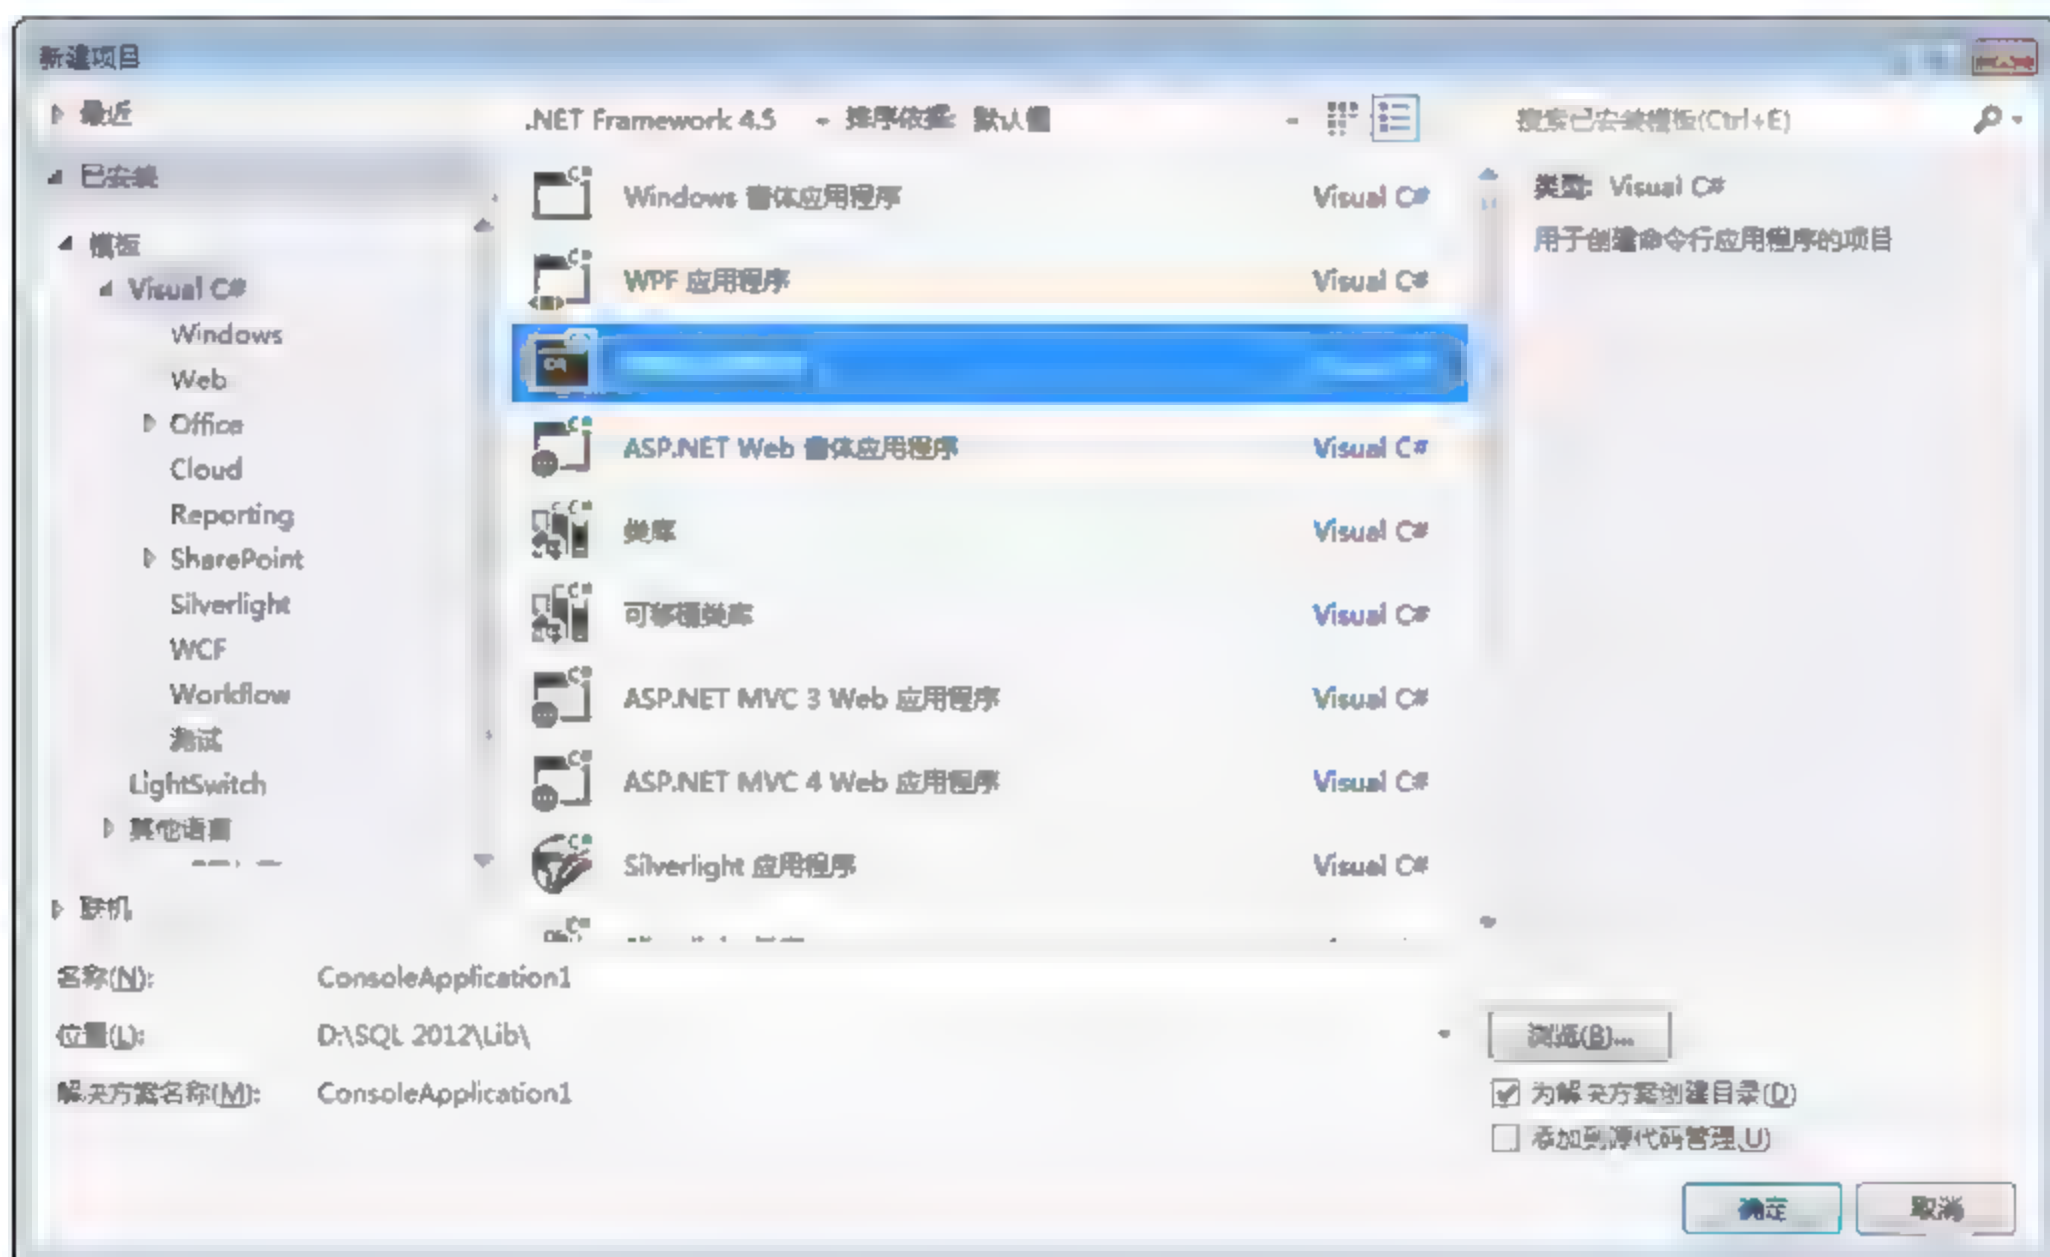 新建项目
最近
.NET Framework 4.5 排序依据: 默认值
搜索已安装模板(Ctrl+E)
已安装
模板
Visual C#
Windows
Web
Office
Cloud
Reporting
SharePoint
Silverlight
WCF
Workflow
测试
LightSwitch
其他语言
联机
Windows 窗体应用程序 Visual C#
WPF 应用程序 Visual C#
ASP.NET Web 窗体应用程序 Visual C#
类库 Visual C#
可移植类库 Visual C#
ASP.NET MVC 3 Web 应用程序 Visual C#
ASP.NET MVC 4 Web 应用程序 Visual C#
Silverlight 应用程序 Visual C#
类型: Visual C#
用于创建命令行应用程序的项目
名称(N): ConsoleApplication1
位置(L): D:\SQL 2012\Lib\
浏览(B)...
解决方案名称(M): ConsoleApplication1
为解决方案创建目录(D)
添加到源代码管理(U)
确定 取消